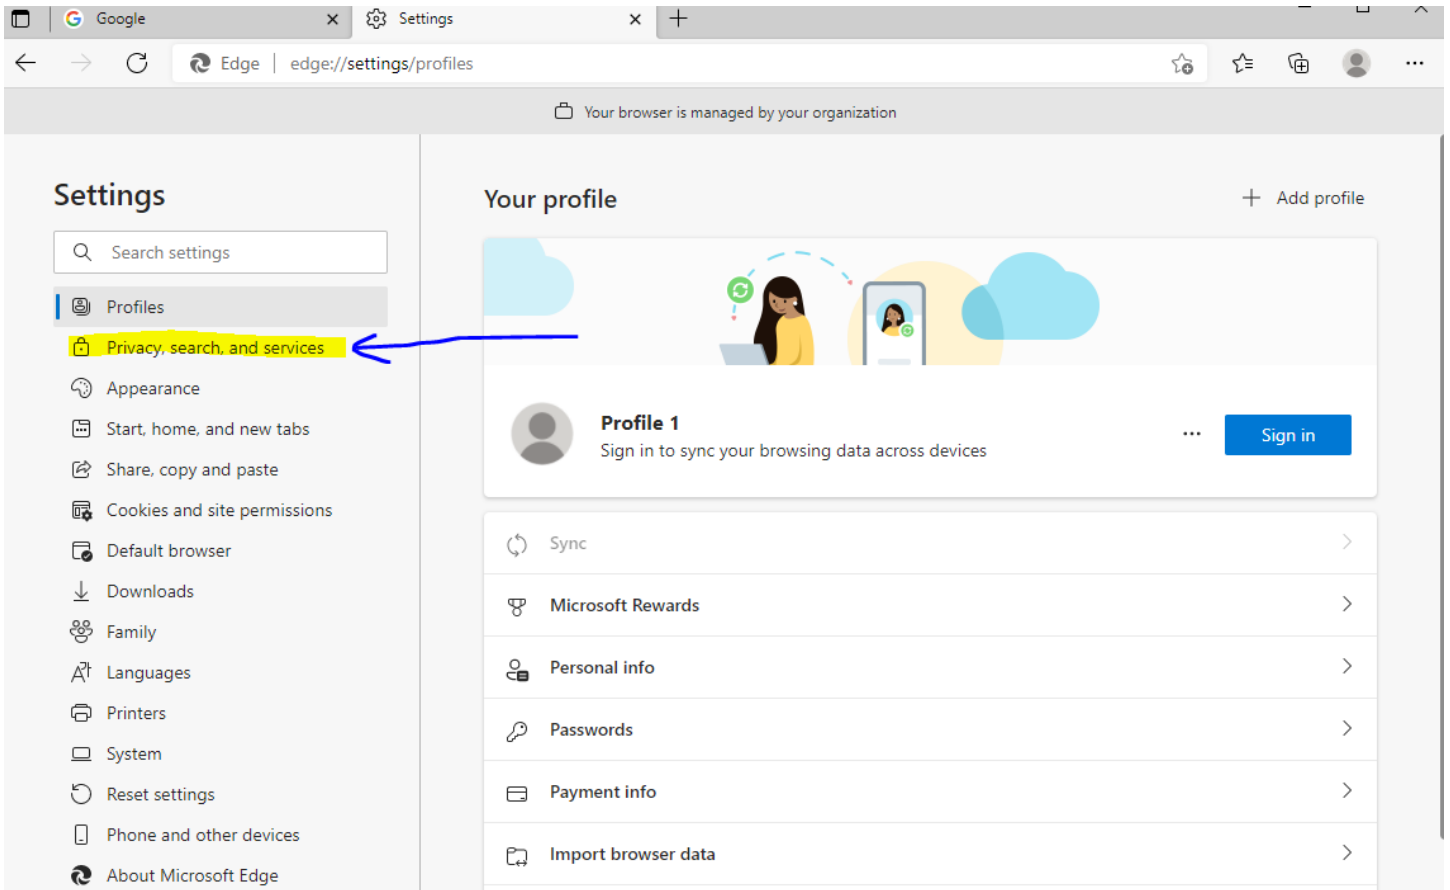 Google
Settings
Edge
edge://settings/profiles
Your browser is managed by your organization
Settings
Search settings
Profiles
Privacy, search, and services
Appearance
Start, home, and new tabs
Share, copy and paste
Cookies and site permissions
Default browser
Downloads
Family
Languages
Printers
System
Reset settings
Phone and other devices
About Microsoft Edge
Your profile
Add profile
Profile 1
Sign in to sync your browsing data across devices
Sign in
Sync
Microsoft Rewards
Personal info
Passwords
Payment info
Import browser data